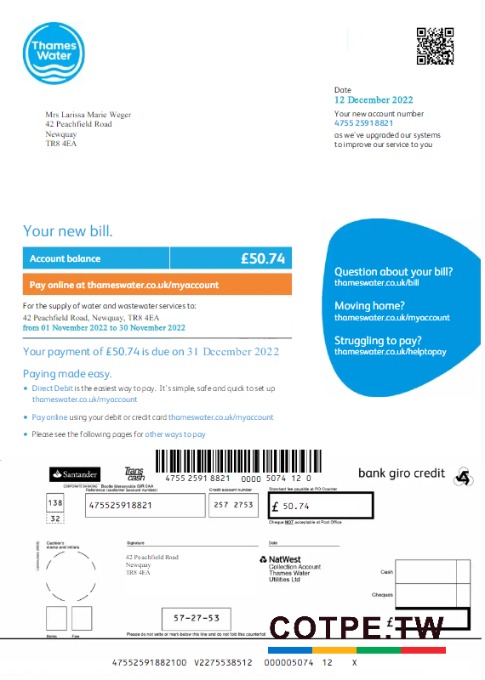 Thames
Water
Date
12 December 2022
Your new account number
4755 25918821
as we've upgraded our systems
to improve our service to you
Mrs Larissa Marie Weger
42 Peachfield Road
Newquay
TR8 4EA
Your new bill.
Account balance £50.74
Pay online at thameswater.co.uk/myaccount
For the supply of water and wastewater services to:
42 Peachfield Road, Newquay, TR8 4EA
from 01 November 2022 to 30 November 2022
Your payment of £50.74 is due on 31 December 2022
Paying made easy.
Direct Debit is the easiest way to pay. It's simple, safe and quick to set up
thameswater.co.uk/myaccount
Pay online using your debit or credit card thameswater.co.uk/myaccount
Please see the following pages for other ways to pay
Question about your bill?
thameswater.co.uk/bill
Moving home?
thameswater.co.uk/myaccount
Struggling to pay?
thameswater.co.uk/helptopay
Santander
Trans
cash
4755 2591 8821 0000 5074 12 0
bank giro credit
Reference (customer account number)
Credit account number
Standard fee payable at PO Counter
138
32
475525918821
257 2753
£ 50.74
Cheque NOT acceptable at Post Office
Cashier's
stamp and initials
Signature
Date
42 Peachfield Road
Newquay
TR8 4EA
NatWest
Collection Account
Thames Water
Utilities Ltd
Cash
Cheques
£
57-27-53
Items Fee
Please do not write or mark below this line and do not fold this counterfoil
COTPE.TW
47552591882100 V2275538512 000005074 12 X